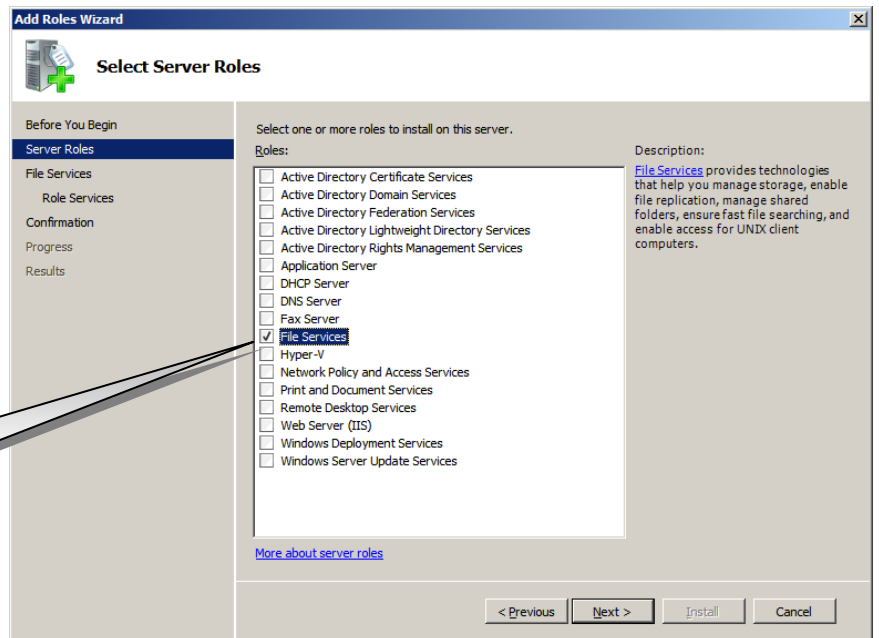 Add Roles Wizard
Select Server Roles
Before You Begin
Server Roles
File Services
Role Services
Confirmation
Progress
Results
Select one or more roles to install on this server.
Roles:
Active Directory Certificate Services
Active Directory Domain Services
Active Directory Federation Services
Active Directory Lightweight Directory Services
Active Directory Rights Management Services
Application Server
DHCP Server
DNS Server
Fax Server
File Services
Hyper-V
Network Policy and Access Services
Print and Document Services
Remote Desktop Services
Web Server (IIS)
Windows Deployment Services
Windows Server Update Services
More about server roles
Description:
File Services provides technologies
that help you manage storage, enable
file replication, manage shared
folders, ensure fast file searching, and
enable access for UNIX client
computers.
< Previous
Next >
Install
Cancel